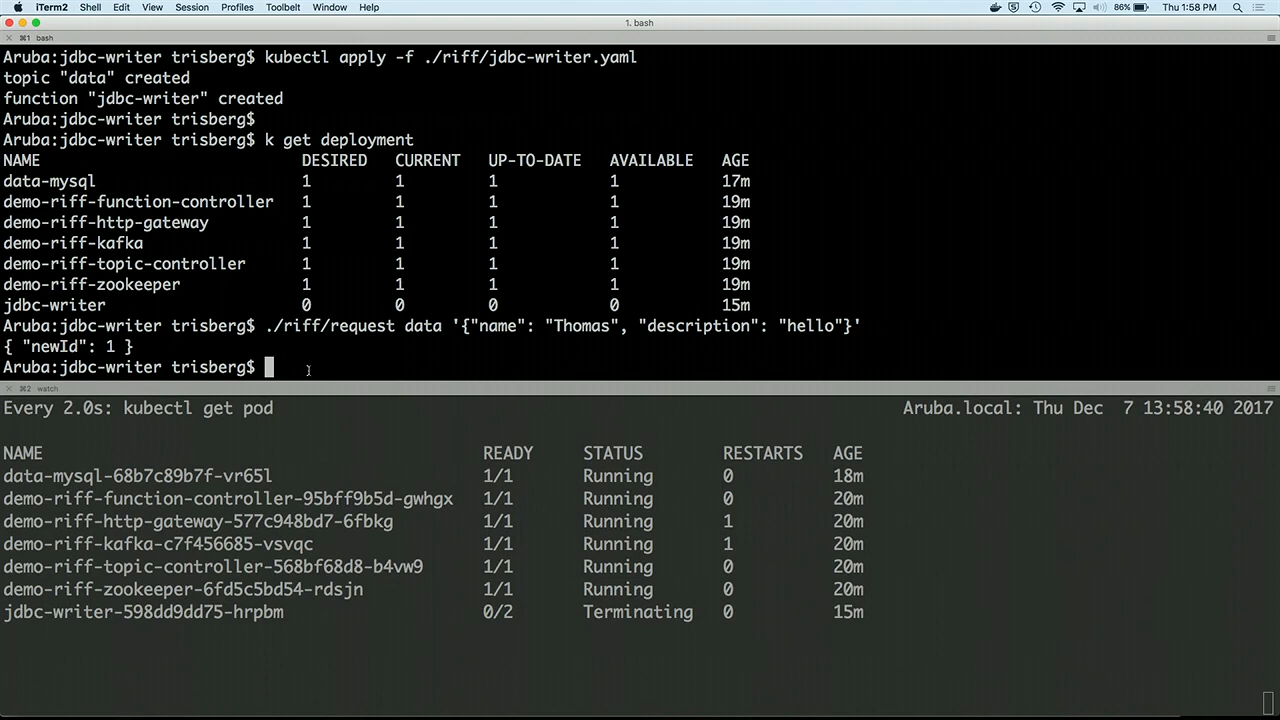 iTerm2 Shell Edit View Session Profiles Toolbelt Window Help 86% Thu 1:58 PM
1. bash
⌘1 bash
Aruba:jdbc-writer trisberg$ kubectl apply -f ./riff/jdbc-writer.yaml
topic "data" created
function "jdbc-writer" created
Aruba:jdbc-writer trisberg$
Aruba:jdbc-writer trisberg$ k get deployment
NAME DESIRED CURRENT UP-TO-DATE AVAILABLE AGE
data-mysql 1 1 1 1 17m
demo-riff-function-controller 1 1 1 1 19m
demo-riff-http-gateway 1 1 1 1 19m
demo-riff-kafka 1 1 1 1 19m
demo-riff-topic-controller 1 1 1 1 19m
demo-riff-zookeeper 1 1 1 1 19m
jdbc-writer 0 0 0 0 15m
Aruba:jdbc-writer trisberg$ ./riff/request data '{"name": "Thomas", "description": "hello"}'
{ "newId": 1 }
Aruba:jdbc-writer trisberg$
⌘2 watch
Every 2.0s: kubectl get pod Aruba.local: Thu Dec 7 13:58:40 2017
NAME READY STATUS RESTARTS AGE
data-mysql-68b7c89b7f-vr65l 1/1 Running 0 18m
demo-riff-function-controller-95bff9b5d-gwhgx 1/1 Running 0 20m
demo-riff-http-gateway-577c948bd7-6fbkg 1/1 Running 1 20m
demo-riff-kafka-c7f456685-vsvqc 1/1 Running 1 20m
demo-riff-topic-controller-568bf68d8-b4vw9 1/1 Running 0 20m
demo-riff-zookeeper-6fd5c5bd54-rdsjn 1/1 Running 0 20m
jdbc-writer-598dd9dd75-hrpbm 0/2 Terminating 0 15m